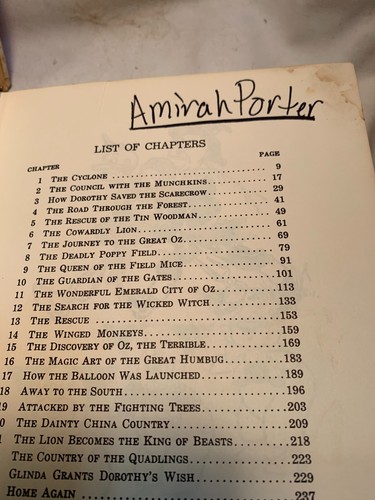 Amirah Porter
LIST OF CHAPTERS
CHAPTER PAGE
1 THE CYCLONE 9
2 THE COUNCIL WITH THE MUNCHKINS 17
3 HOW DOROTHY SAVED THE SCARECROW 29
4 THE ROAD THROUGH THE FOREST 41
5 THE RESCUE OF THE TIN WOODMAN 49
6 THE COWARDLY LION 61
7 THE JOURNEY TO THE GREAT OZ 69
8 THE DEADLY POPPY FIELD 79
9 THE QUEEN OF THE FIELD MICE 91
10 THE GUARDIAN OF THE GATES 101
11 THE WONDERFUL EMERALD CITY OF OZ 113
12 THE SEARCH FOR THE WICKED WITCH 133
13 THE RESCUE 153
14 THE WINGED MONKEYS 159
15 THE DISCOVERY OF OZ, THE TERRIBLE 169
16 THE MAGIC ART OF THE GREAT HUMBUG 183
17 HOW THE BALLOON WAS LAUNCHED 189
18 AWAY TO THE SOUTH 196
19 ATTACKED BY THE FIGHTING TREES 203
0 THE DAINTY CHINA COUNTRY 209
1 THE LION BECOMES THE KING OF BEASTS 218
THE COUNTRY OF THE QUADLINGS 223
GLINDA GRANTS DOROTHY'S WISH 229
HOME AGAIN 237